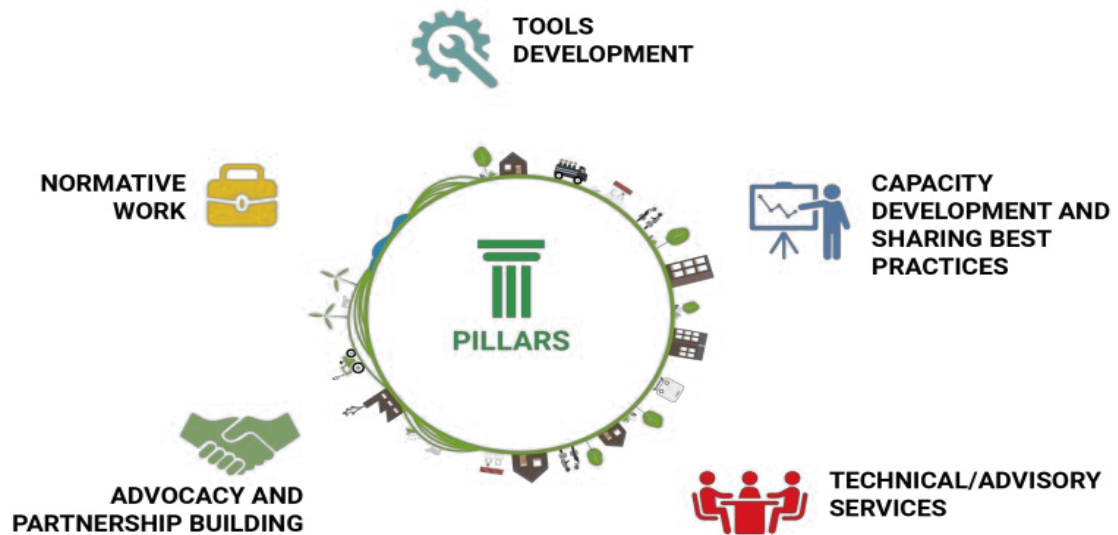 TOOLS
DEVELOPMENT
NORMATIVE
WORK
CAPACITY
DEVELOPMENT AND
SHARING BEST
PRACTICES
PILLARS
ADVOCACY AND
PARTNERSHIP BUILDING
TECHNICAL/ADVISORY
SERVICES